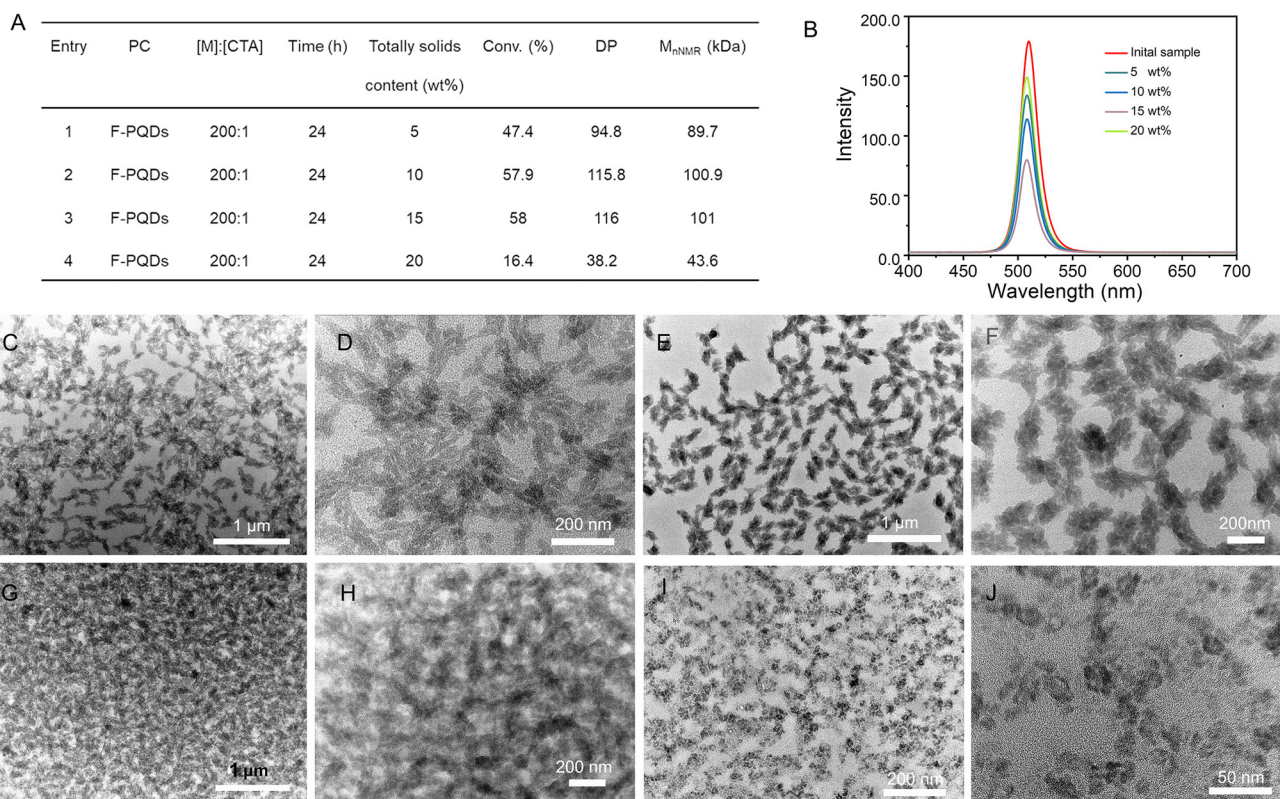 A
Entry PC [M]:[CTA] Time (h) Totally solids Conv. (%) DP MnNMR (kDa)
content (wt%)
1 F-PQDs 200:1 24 5 47.4 94.8 89.7
2 F-PQDs 200:1 24 10 57.9 115.8 100.9
3 F-PQDs 200:1 24 15 58 116 101
4 F-PQDs 200:1 24 20 16.4 38.2 43.6
B
200.0
150.0
100.0
50.0
0.0
Intensity
Inital sample
5 wt%
10 wt%
15 wt%
20 wt%
400 450 500 550 600 650 700
Wavelength (nm)
C
1 μm
D
200 nm
E
1 μm
F
200nm
G
1 μm
H
200 nm
I
200 nm
J
50 nm